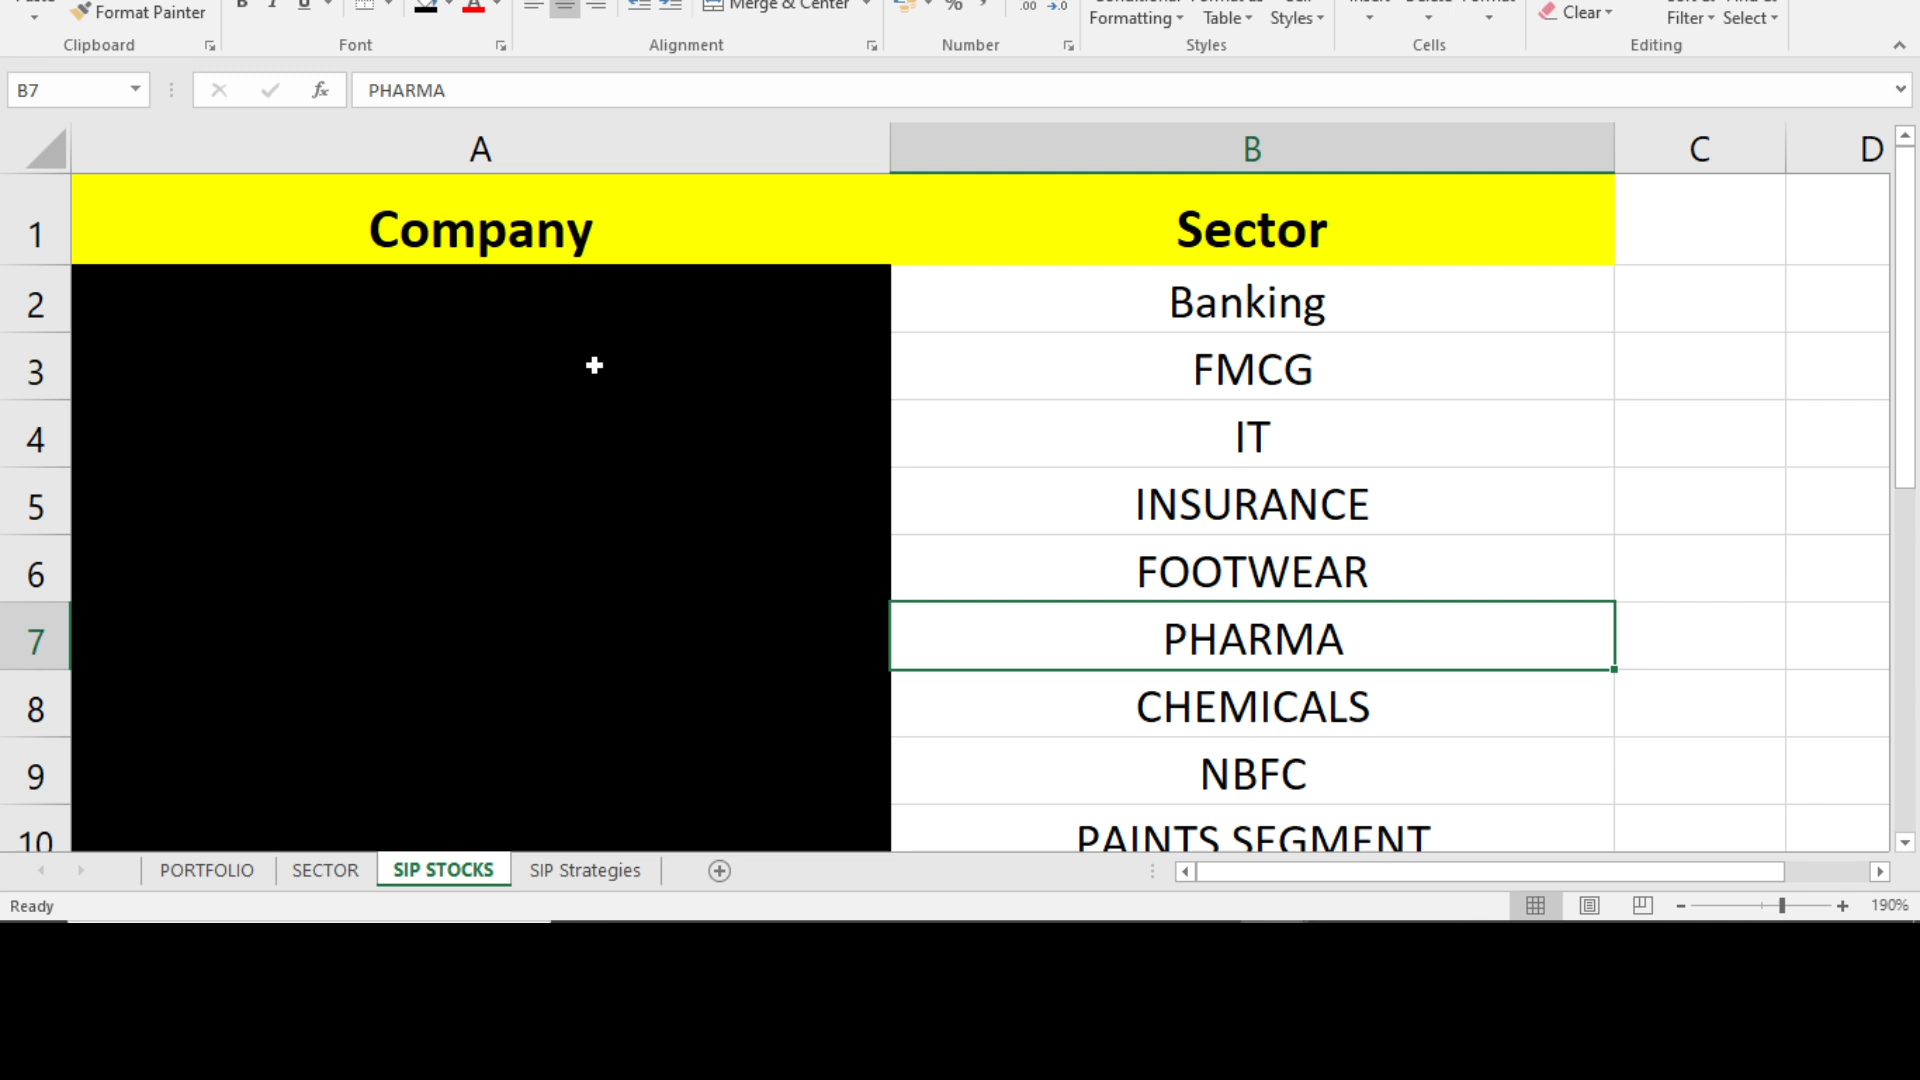 Format Painter
Merge & Center
Formatting Table Styles
Clear
Filter Select
Clipboard Font Alignment Number Styles Cells Editing
B7 fx PHARMA
A B C D
1 Company Sector
2 Banking
3 FMCG
4 IT
5 INSURANCE
6 FOOTWEAR
7 PHARMA
8 CHEMICALS
9 NBFC
10 PAINTS SEGMENT
PORTFOLIO SECTOR SIP STOCKS SIP Strategies
Ready 190%